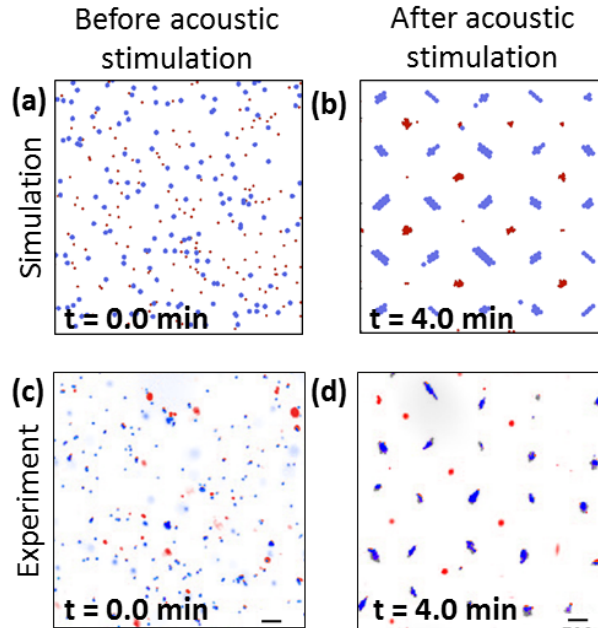 Before acoustic
stimulation
After acoustic
stimulation
(a)
(b)
Simulation
t = 0.0 min
t = 4.0 min
(c)
(d)
Experiment
t = 0.0 min
t = 4.0 min